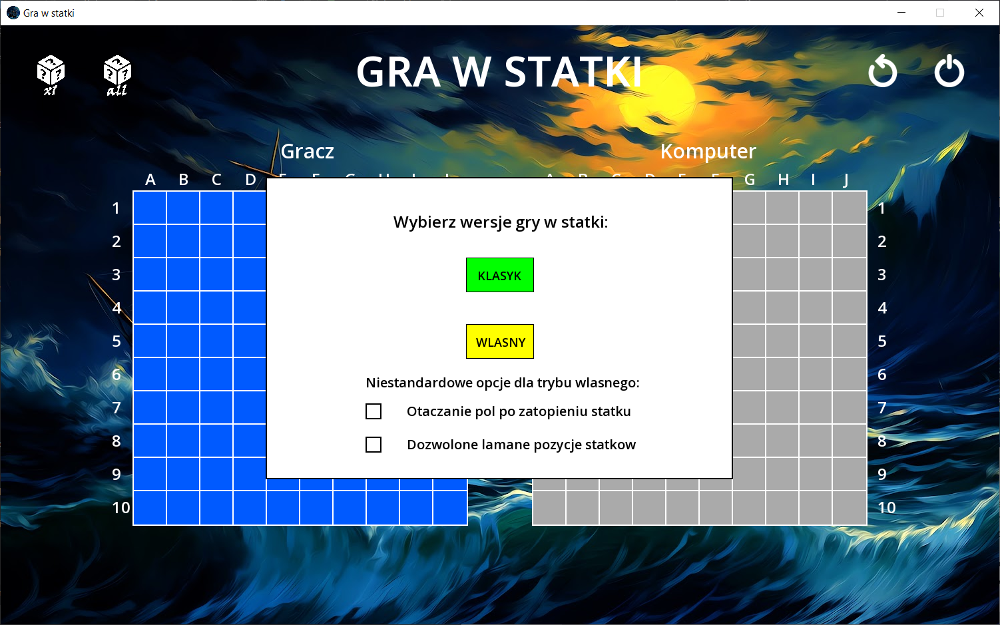 Gra w statki
x1
all
GRA W STATKI
Gracz
Komputer
A B C D E F G H I J
A B C D E F G H I J
1
2
3
4
5
6
7
8
9
10
1
2
3
4
5
6
7
8
9
10
Wybierz wersje gry w statki:
KLASYK
WLASNY
Niestandardowe opcje dla trybu wlasnego:
Otaczanie pol po zatopieniu statku
Dozwolone lamane pozycje statkow